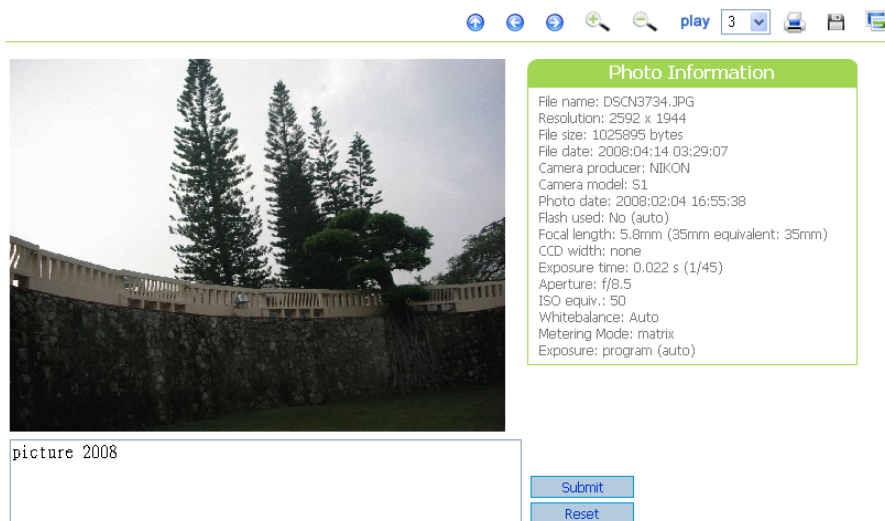 play 3
Photo Information
File name: DSCN3734.JPG
Resolution: 2592 x 1944
File size: 1025895 bytes
File date: 2008:04:14 03:29:07
Camera producer: NIKON
Camera model: S1
Photo date: 2008:02:04 16:55:38
Flash used: No (auto)
Focal length: 5.8mm (35mm equivalent: 35mm)
CCD width: none
Exposure time: 0.022 s (1/45)
Aperture: f/8.5
ISO equiv.: 50
Whitebalance: Auto
Metering Mode: matrix
Exposure: program (auto)
picture 2008
Submit
Reset